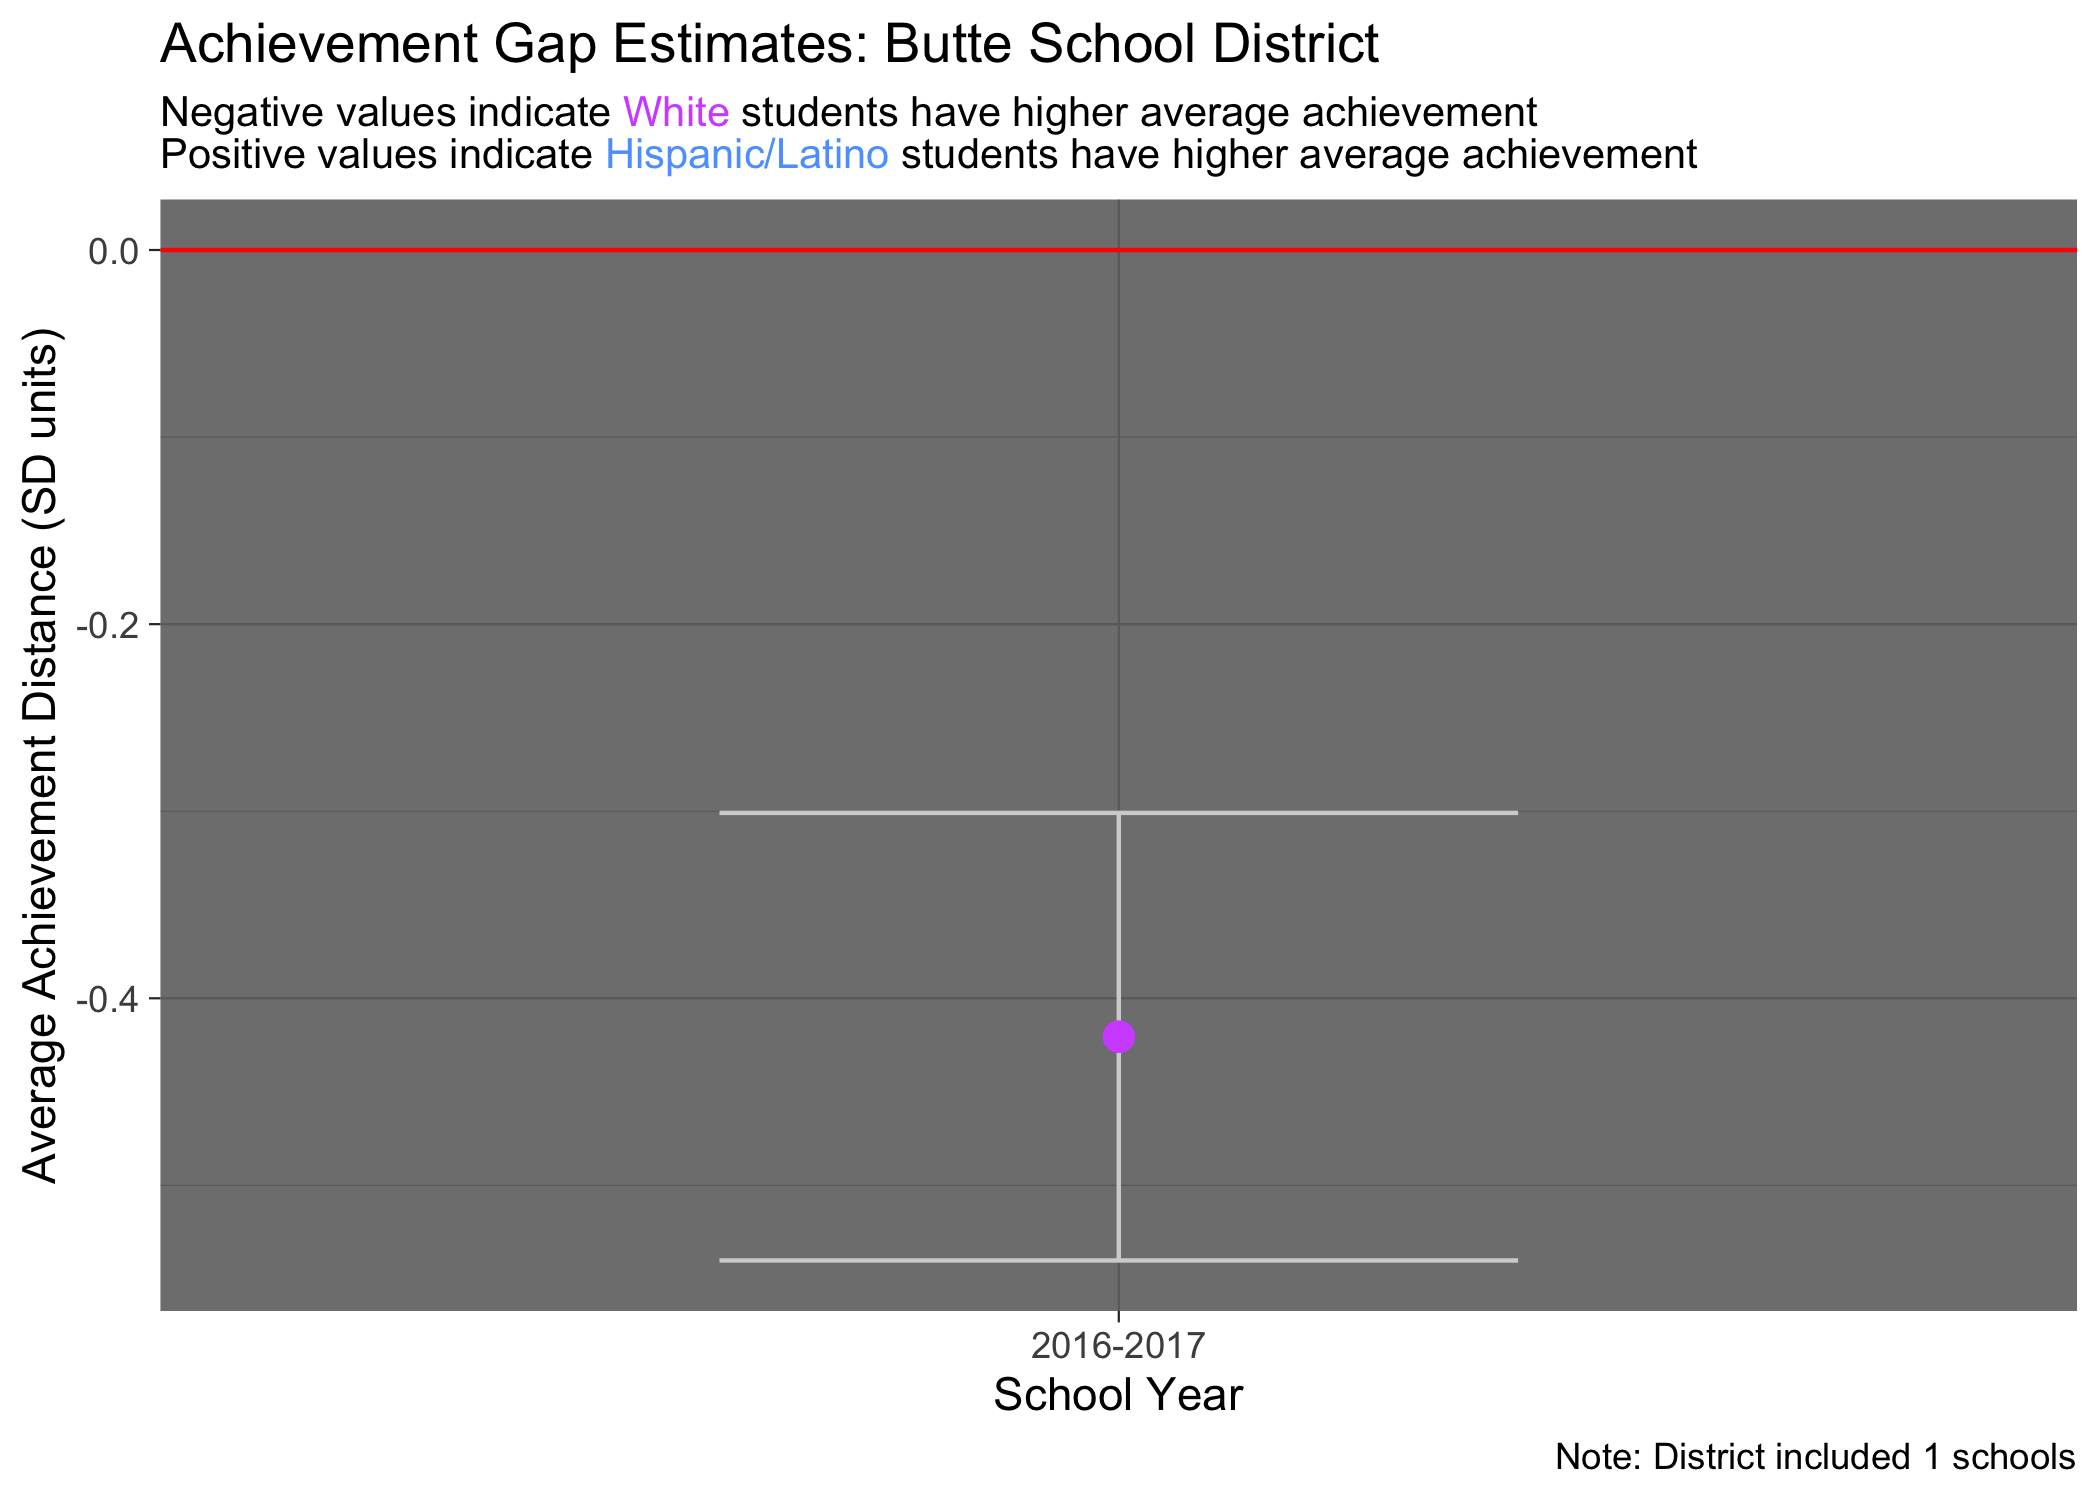 Achievement Gap Estimates: Butte School District
Negative values indicate White students have higher average achievement
Positive values indicate Hispanic/Latino students have higher average achievement
Average Achievement Distance (SD units)
0.0
-0.2
-0.4
2016-2017
School Year
Note: District included 1 schools